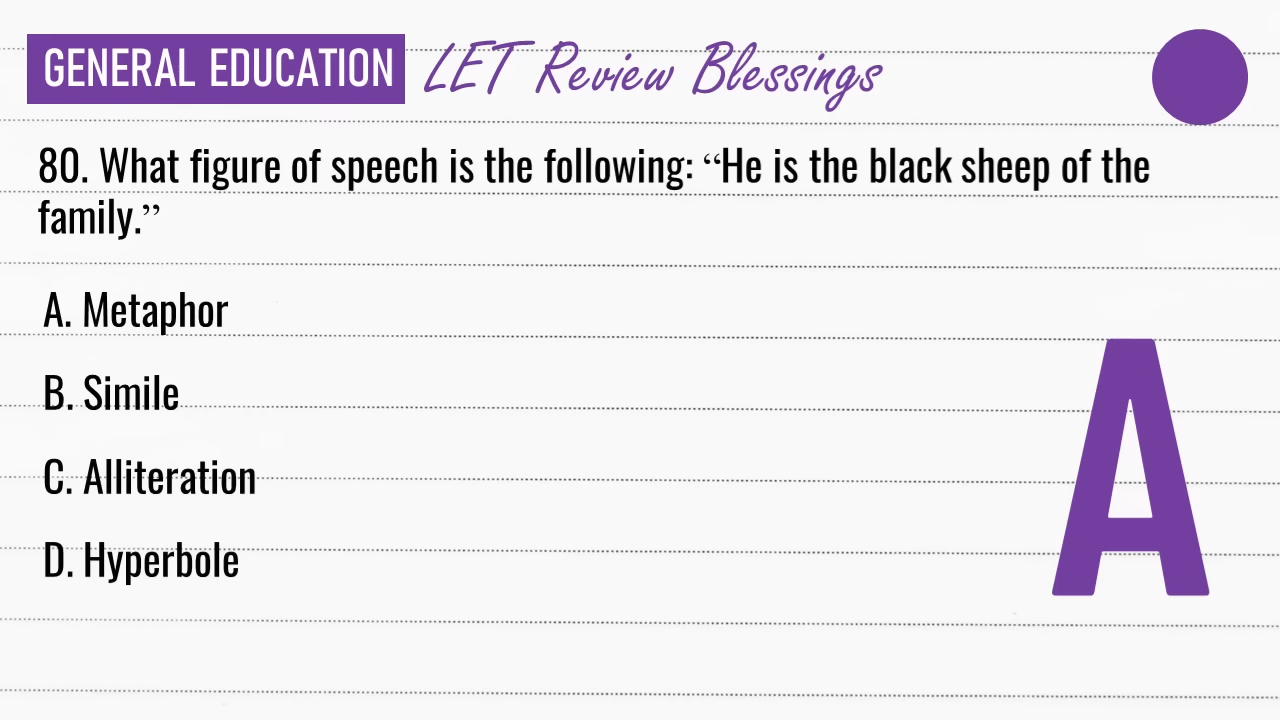 GENERAL EDUCATION LET Review Blessings
80. What figure of speech is the following: “He is the black sheep of the
family.”
A. Metaphor
B. Simile
C. Alliteration
D. Hyperbole
A